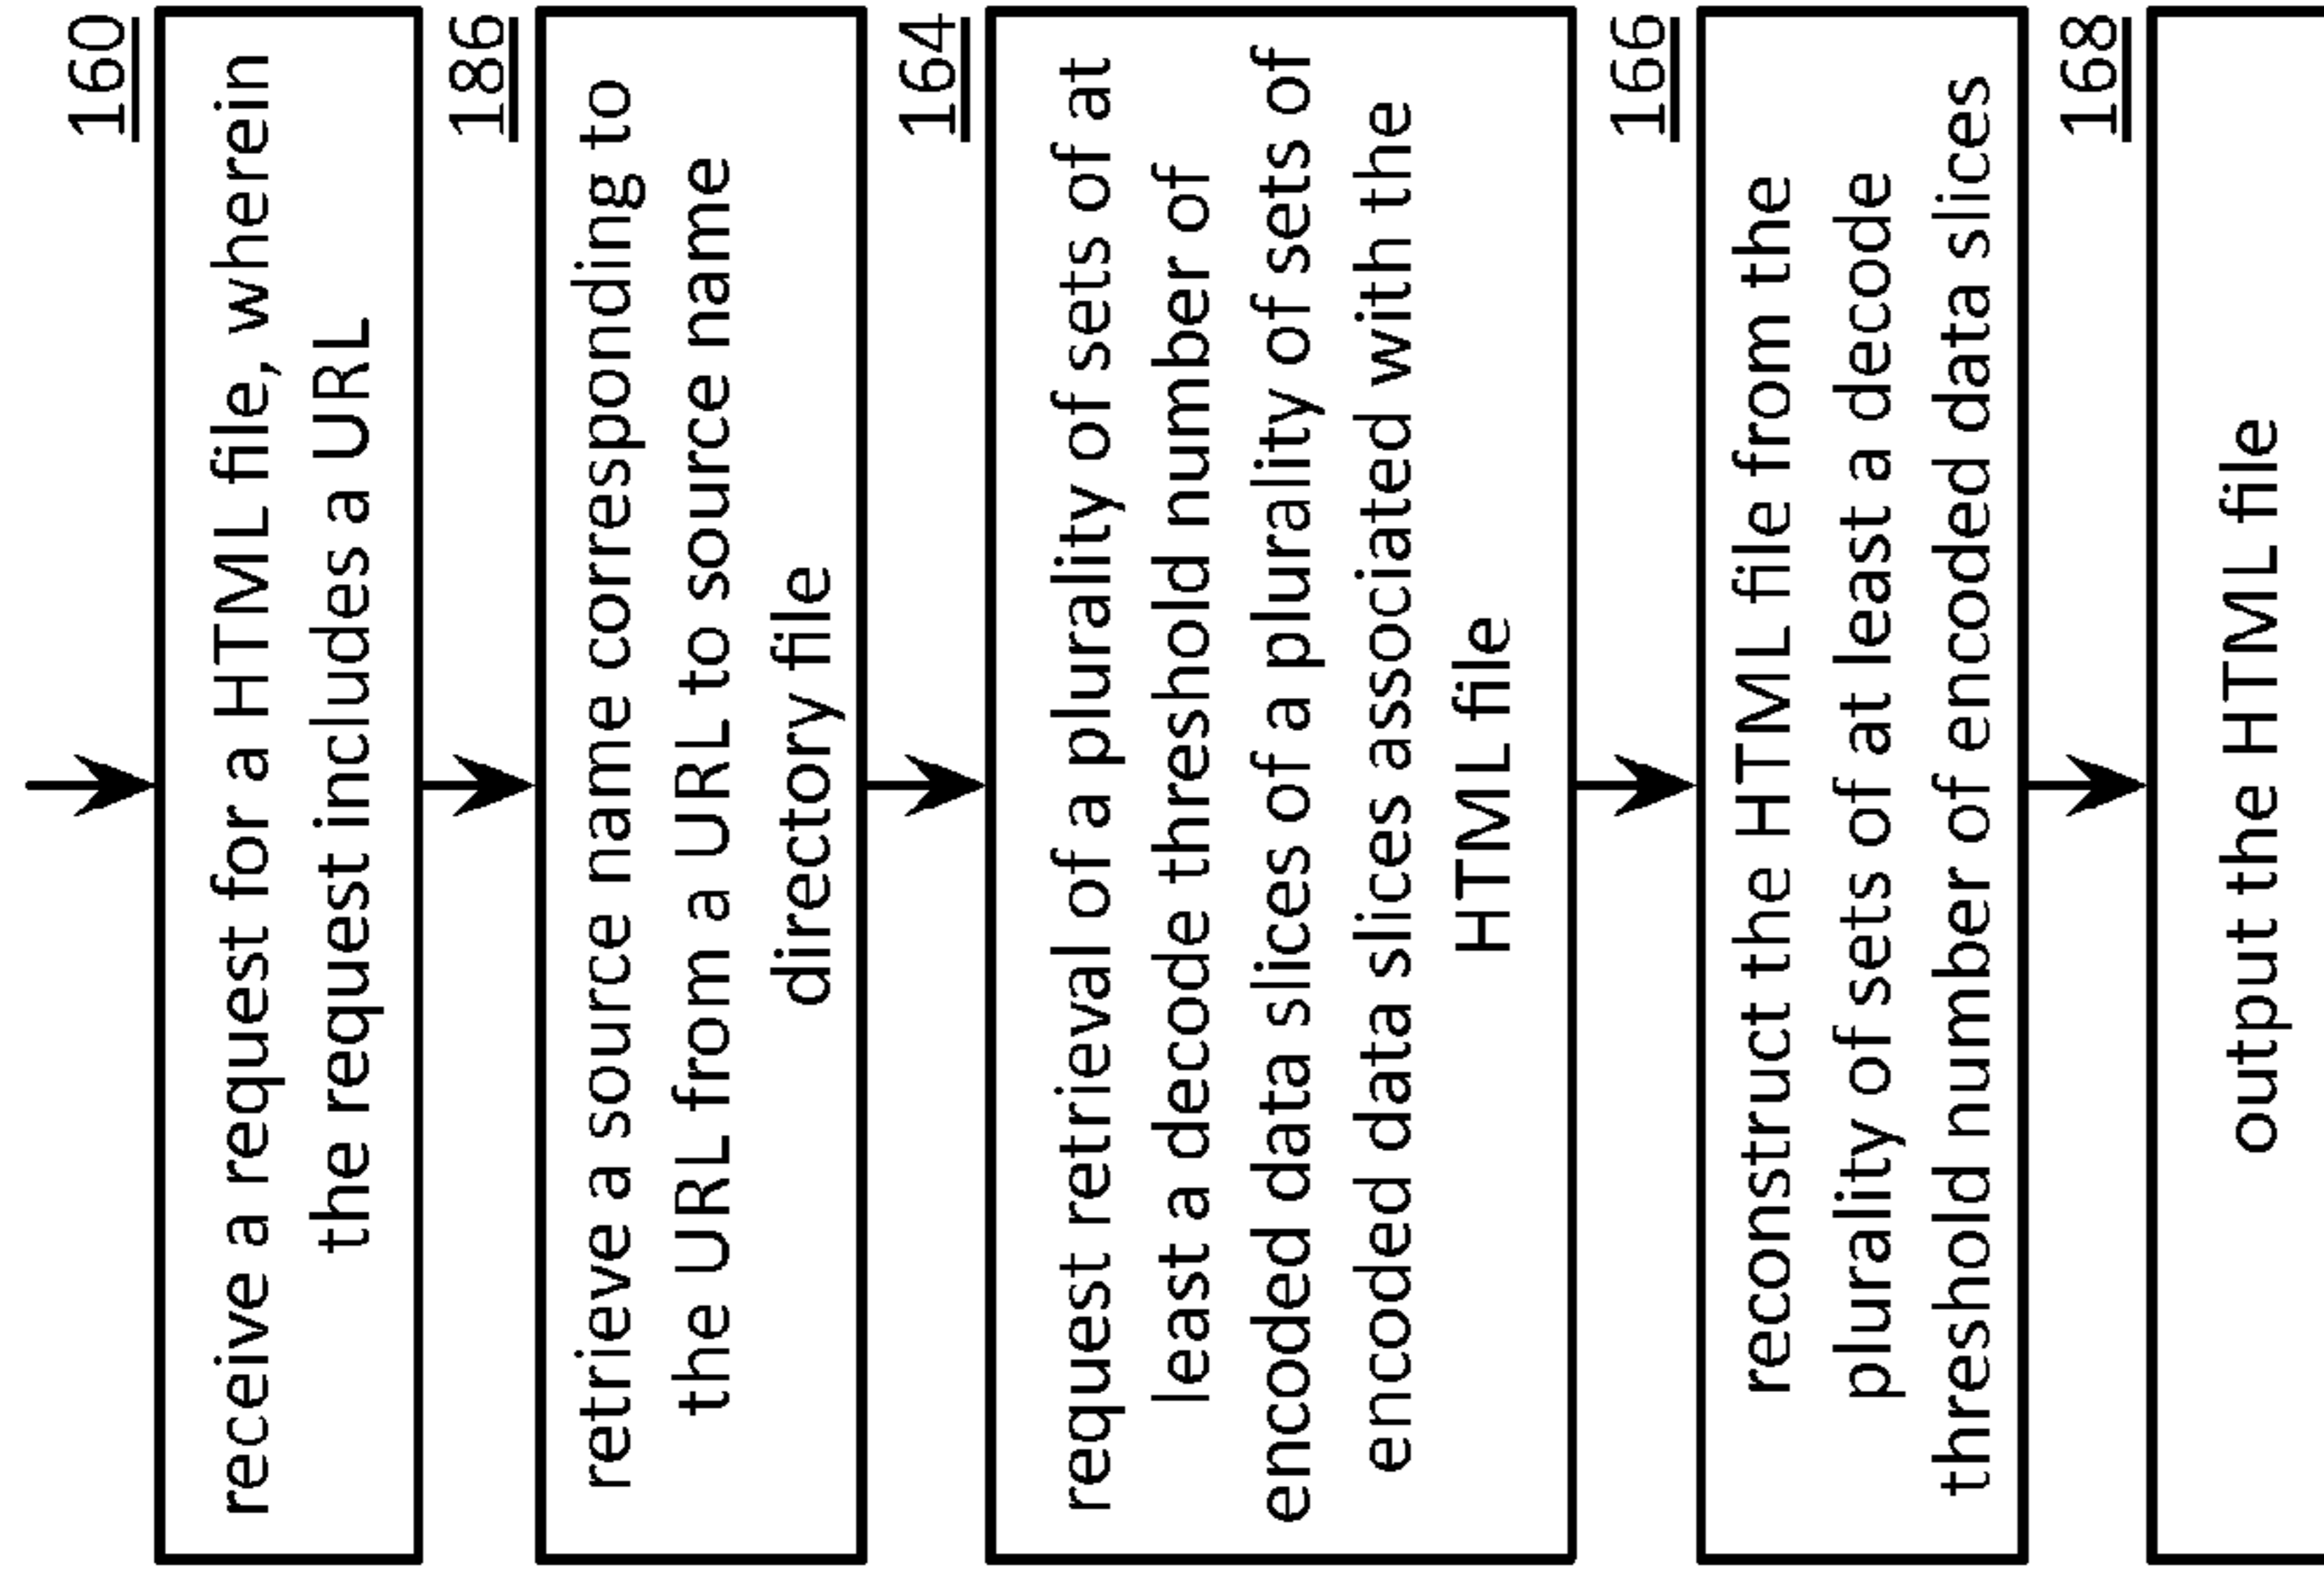 160
receive a request for a HTML file, wherein
the request includes a URL
186
retrieve a source name corresponding to
the URL from a URL to source name
directory file
164
request retrieval of a plurality of sets of at
least a decode threshold number of
encoded data slices of a plurality of sets of
encoded data slices associated with the
HTML file
166
reconstruct the HTML file from the
plurality of sets of at least a decode
threshold number of encoded data slices
168
output the HTML file